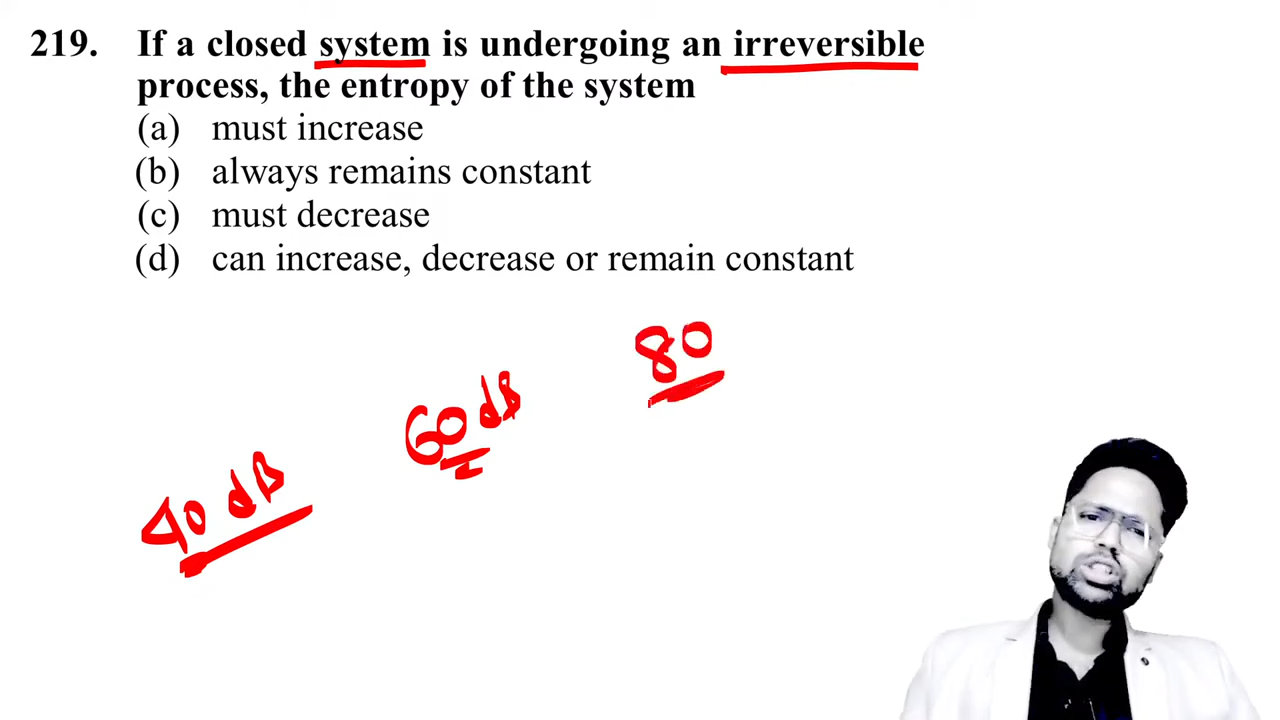 219. If a closed system is undergoing an irreversible
process, the entropy of the system
(a) must increase
(b) always remains constant
(c) must decrease
(d) can increase, decrease or remain constant
80
60 dB
40 dB